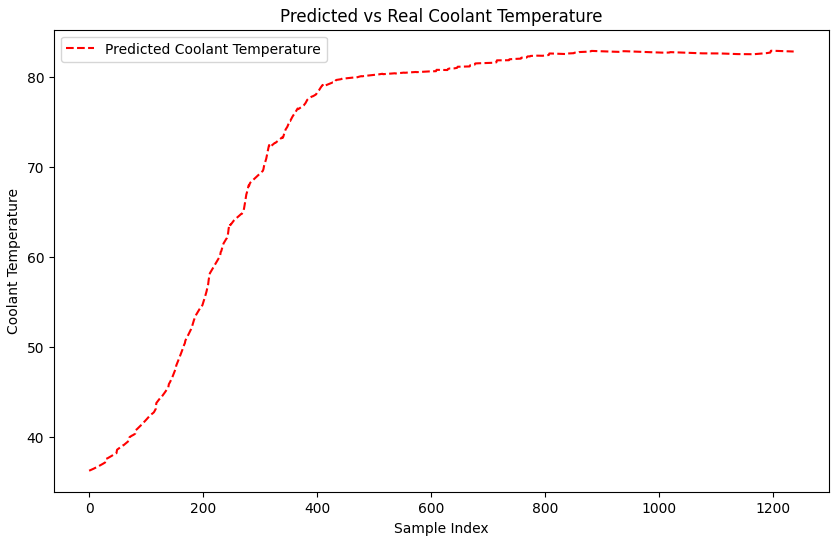 Predicted vs Real Coolant Temperature
Predicted Coolant Temperature
Coolant Temperature
80
70
60
50
40
0 200 400 600 800 1000 1200
Sample Index